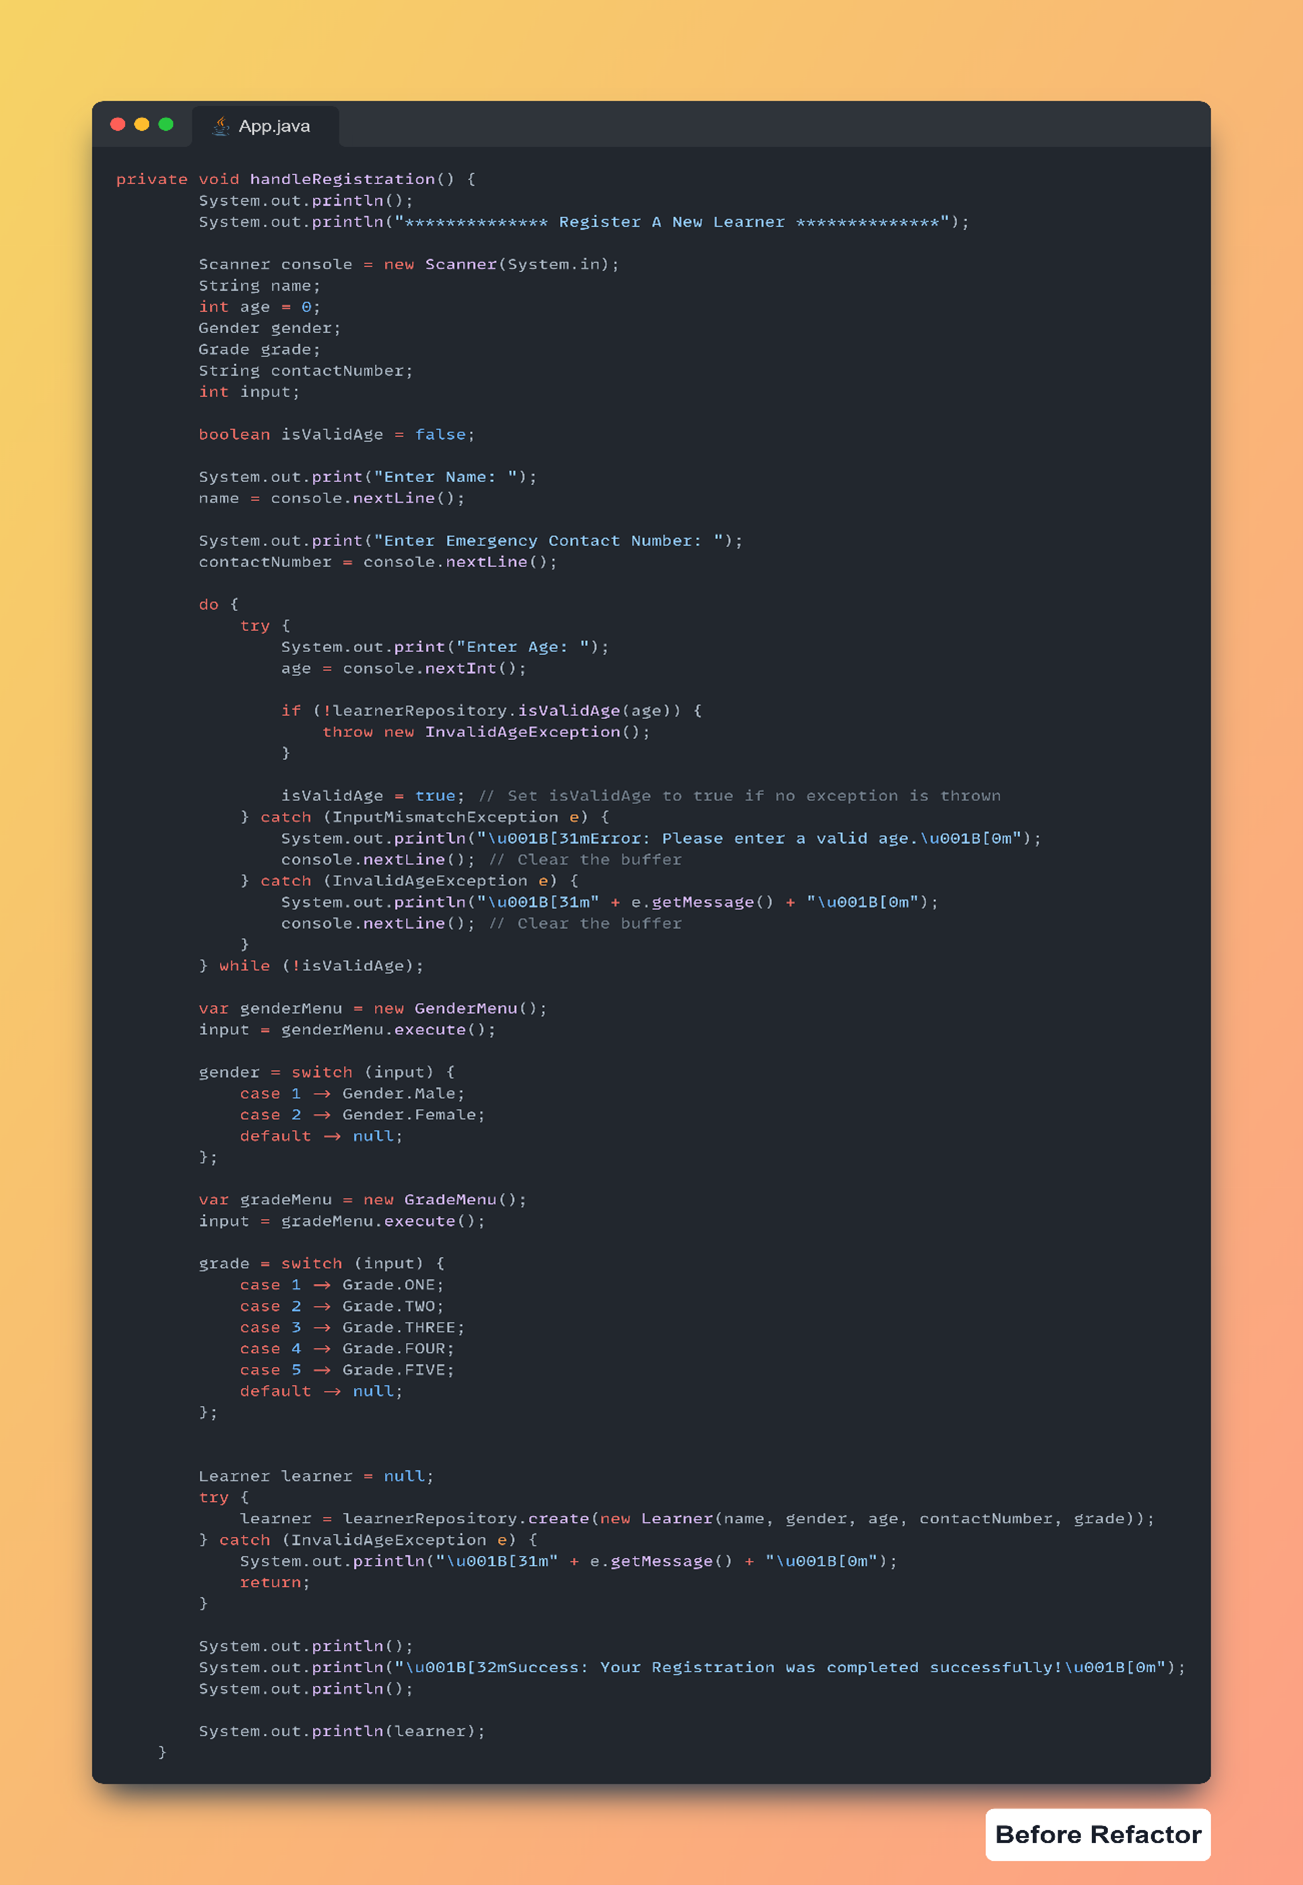 App.java
private void handleRegistration() {
        System.out.println();
        System.out.println("************** Register A New Learner **************");

        Scanner console = new Scanner(System.in);
        String name;
        int age = 0;
        Gender gender;
        Grade grade;
        String contactNumber;
        int input;

        boolean isValidAge = false;

        System.out.print("Enter Name: ");
        name = console.nextLine();

        System.out.print("Enter Emergency Contact Number: ");
        contactNumber = console.nextLine();

        do {
            try {
                System.out.print("Enter Age: ");
                age = console.nextInt();

                if (!learnerRepository.isValidAge(age)) {
                    throw new InvalidAgeException();
                }

                isValidAge = true; // Set isValidAge to true if no exception is thrown
            } catch (InputMismatchException e) {
                System.out.println("\u001B[31mError: Please enter a valid age.\u001B[0m");
                console.nextLine(); // Clear the buffer
            } catch (InvalidAgeException e) {
                System.out.println("\u001B[31m" + e.getMessage() + "\u001B[0m");
                console.nextLine(); // Clear the buffer
            }
        } while (!isValidAge);

        var genderMenu = new GenderMenu();
        input = genderMenu.execute();

        gender = switch (input) {
            case 1 -> Gender.Male;
            case 2 -> Gender.Female;
            default -> null;
        };

        var gradeMenu = new GradeMenu();
        input = gradeMenu.execute();

        grade = switch (input) {
            case 1 -> Grade.ONE;
            case 2 -> Grade.TWO;
            case 3 -> Grade.THREE;
            case 4 -> Grade.FOUR;
            case 5 -> Grade.FIVE;
            default -> null;
        };


        Learner learner = null;
        try {
            learner = learnerRepository.create(new Learner(name, gender, age, contactNumber, grade));
        } catch (InvalidAgeException e) {
            System.out.println("\u001B[31m" + e.getMessage() + "\u001B[0m");
            return;
        }

        System.out.println();
        System.out.println("\u001B[32mSuccess: Your Registration was completed successfully!\u001B[0m");
        System.out.println();

        System.out.println(learner);
    }
Before Refactor